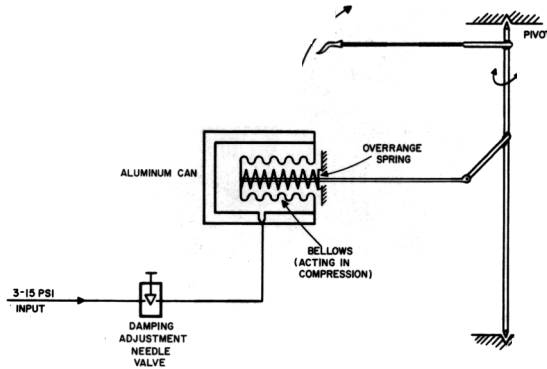 PIVOT
OVERRANGE
SPRING
ALUMINUM CAN
BELLOWS
(ACTING IN
COMPRESSION)
3-15 PSI
INPUT
DAMPING
ADJUSTMENT
NEEDLE
VALVE